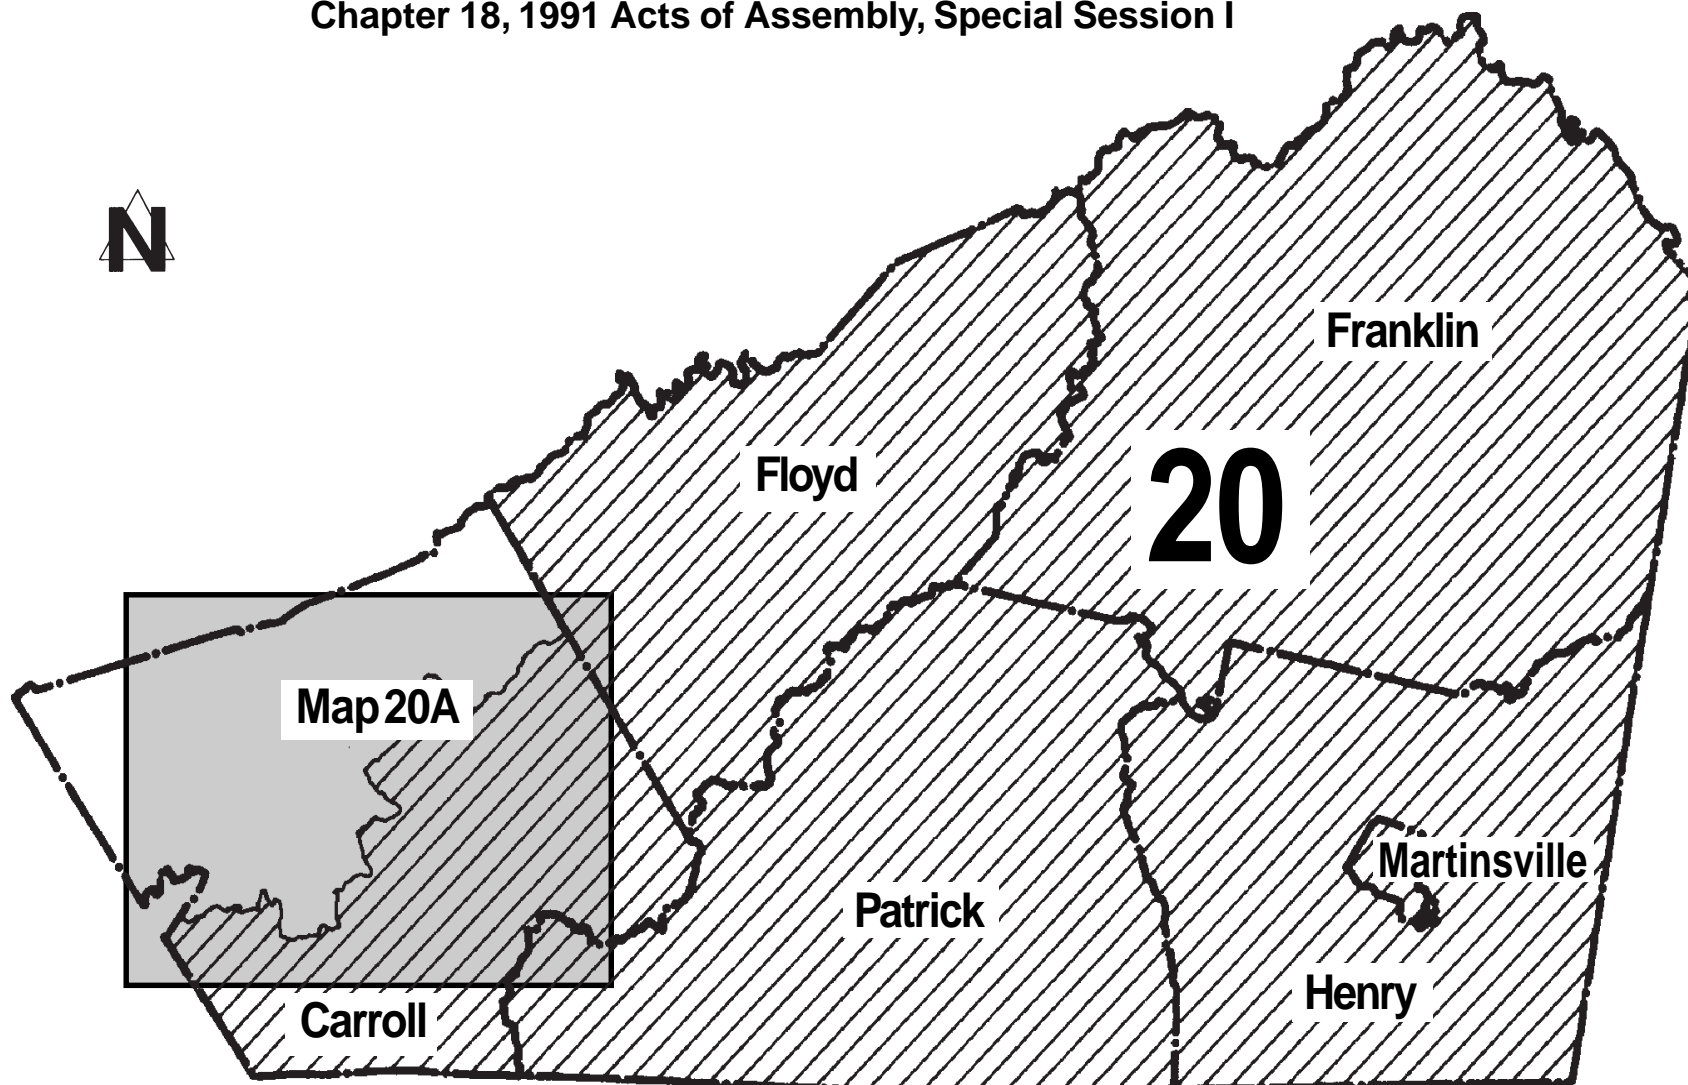 Chapter 18, 1991 Acts of Assembly, Special Session I
N
Franklin
Floyd
20
Map 20A
Martinsville
Patrick
Henry
Carroll